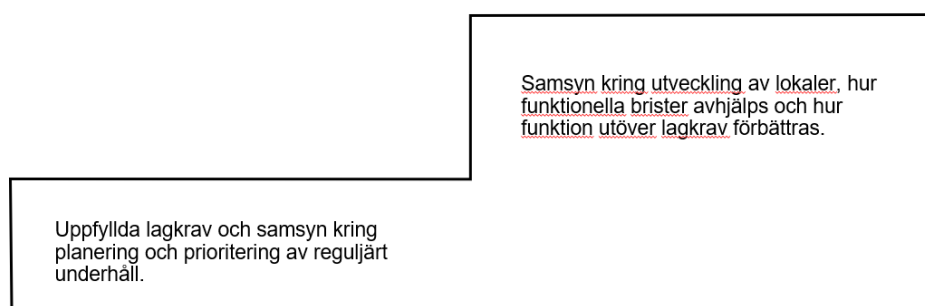 Samsyn kring utveckling av lokaler, hur
funktionella brister avhjälps och hur
funktion utöver lagkrav förbättras.
Uppfyllda lagkrav och samsyn kring
planering och prioritering av reguljärt
underhåll.